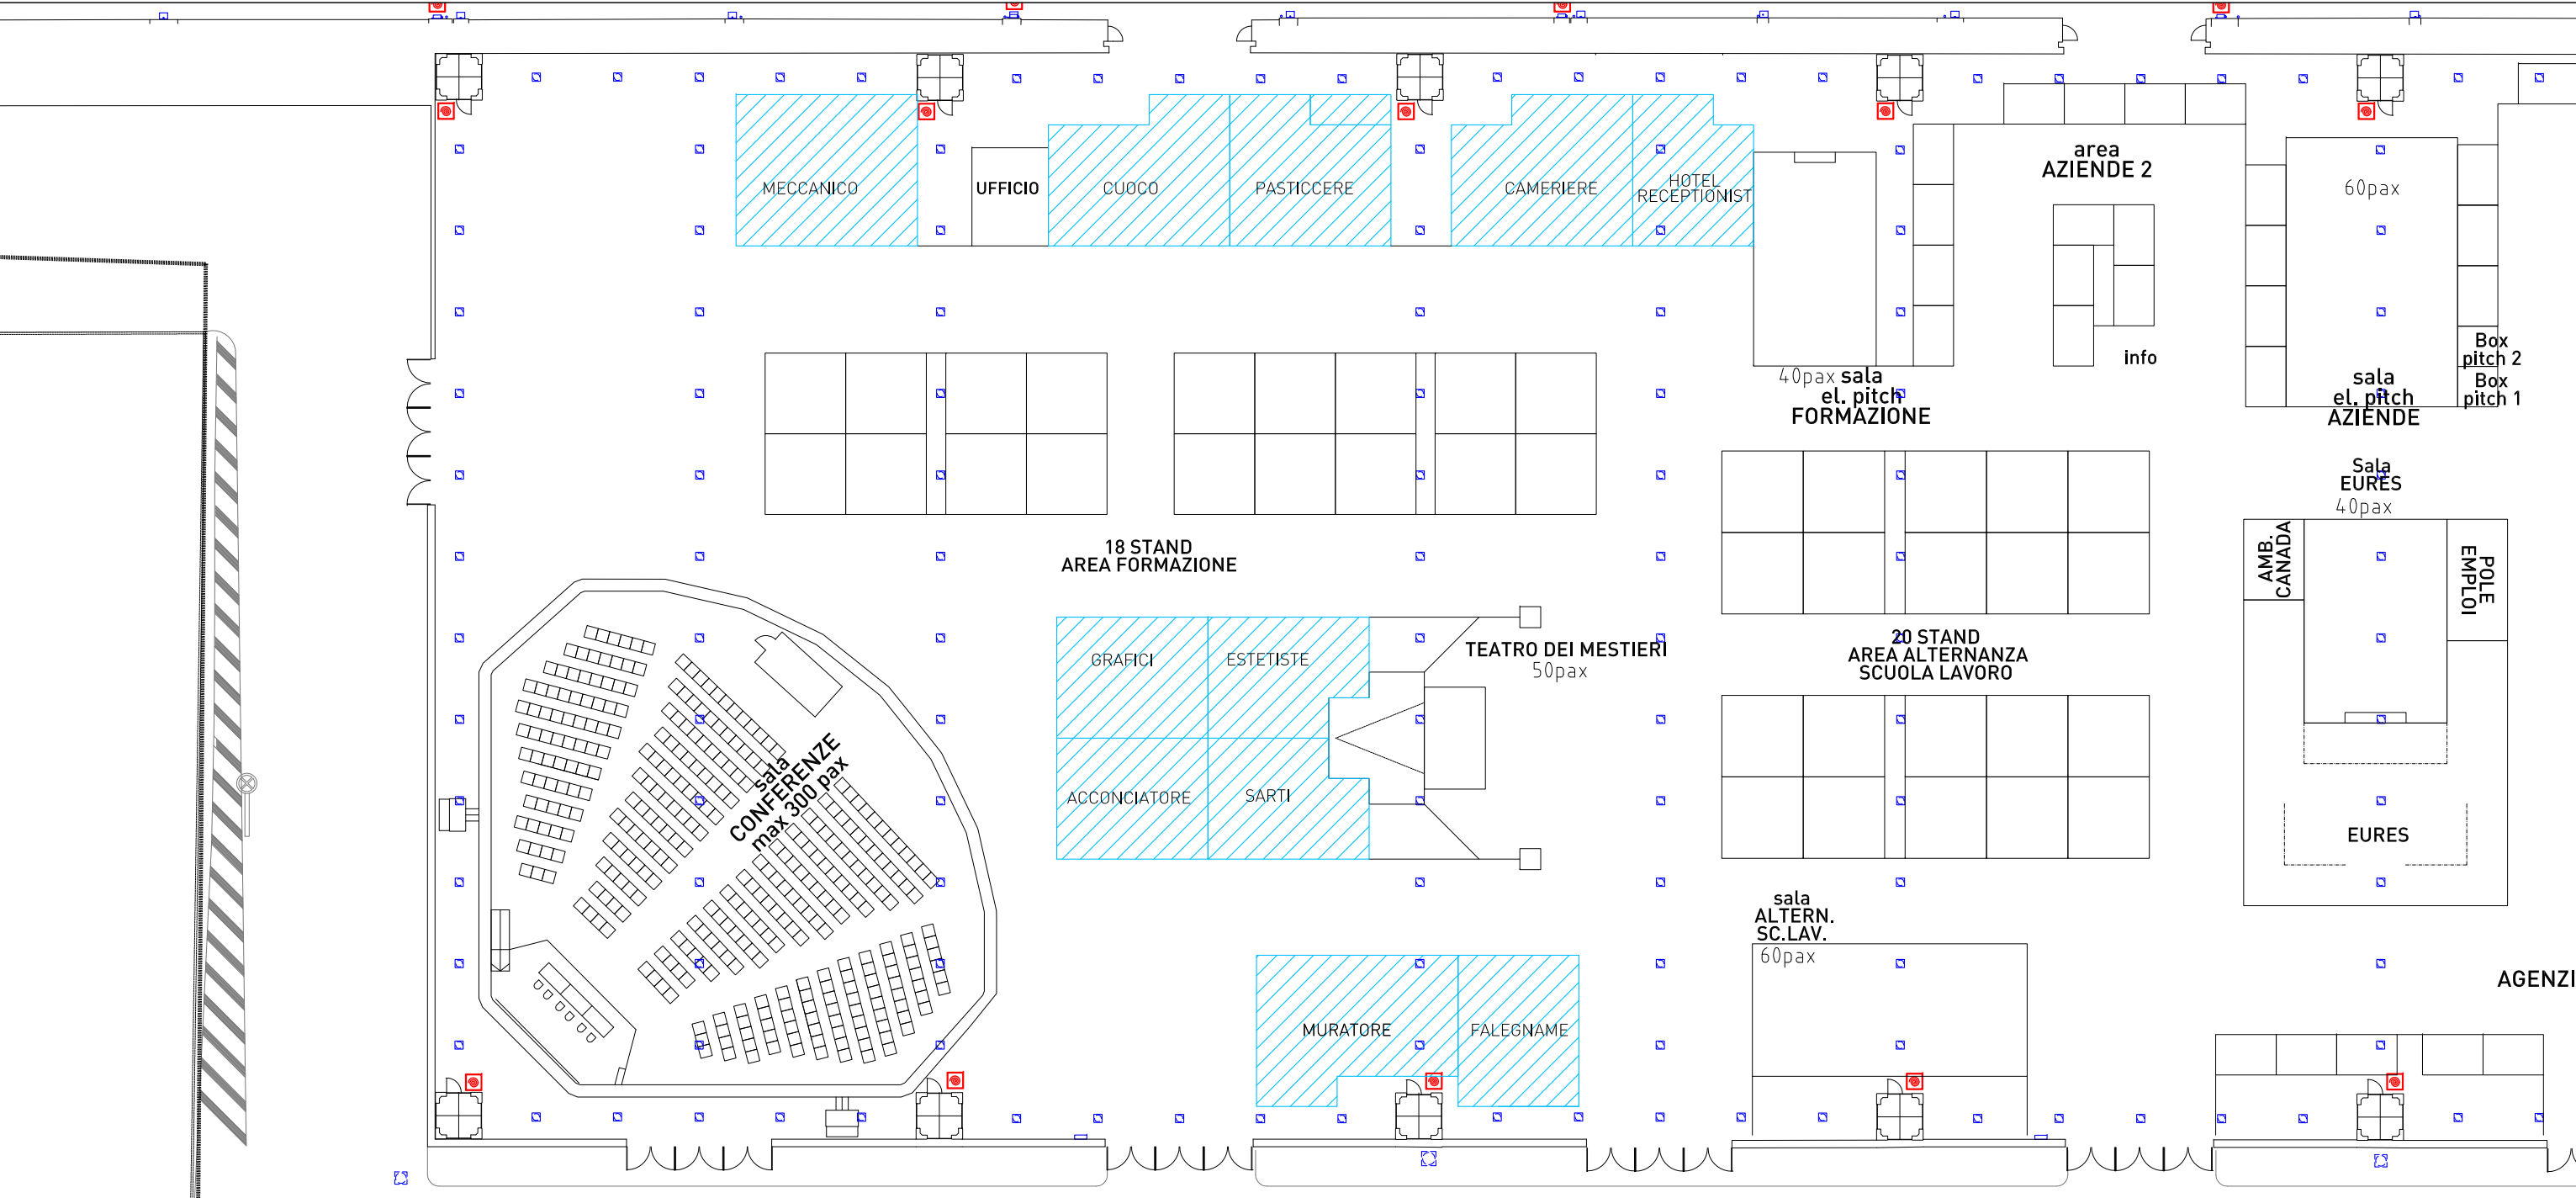 MECCANICO
UFFICIO
CUOCO
PASTICCERE
CAMERIERE
HOTEL
RECEPTIONIST
area
AZIENDE 2
60pax
info
Box
pitch 2
Box
pitch 1
40pax sala
el. pitch
FORMAZIONE
sala
el. pitch
AZIENDE
Sala
EURES
40pax
18 STAND
AREA FORMAZIONE
AMB.
CANADA
POLE
EMPLOI
GRAFICI
ESTETISTE
TEATRO DEI MESTIERI
50pax
20 STAND
AREA ALTERNANZA
SCUOLA LAVORO
sala
CONFERENZE
max 300 pax
ACCONCIATORE
SARTI
EURES
sala
ALTERN.
SC.LAV.
60pax
AGENZI
MURATORE
FALEGNAME